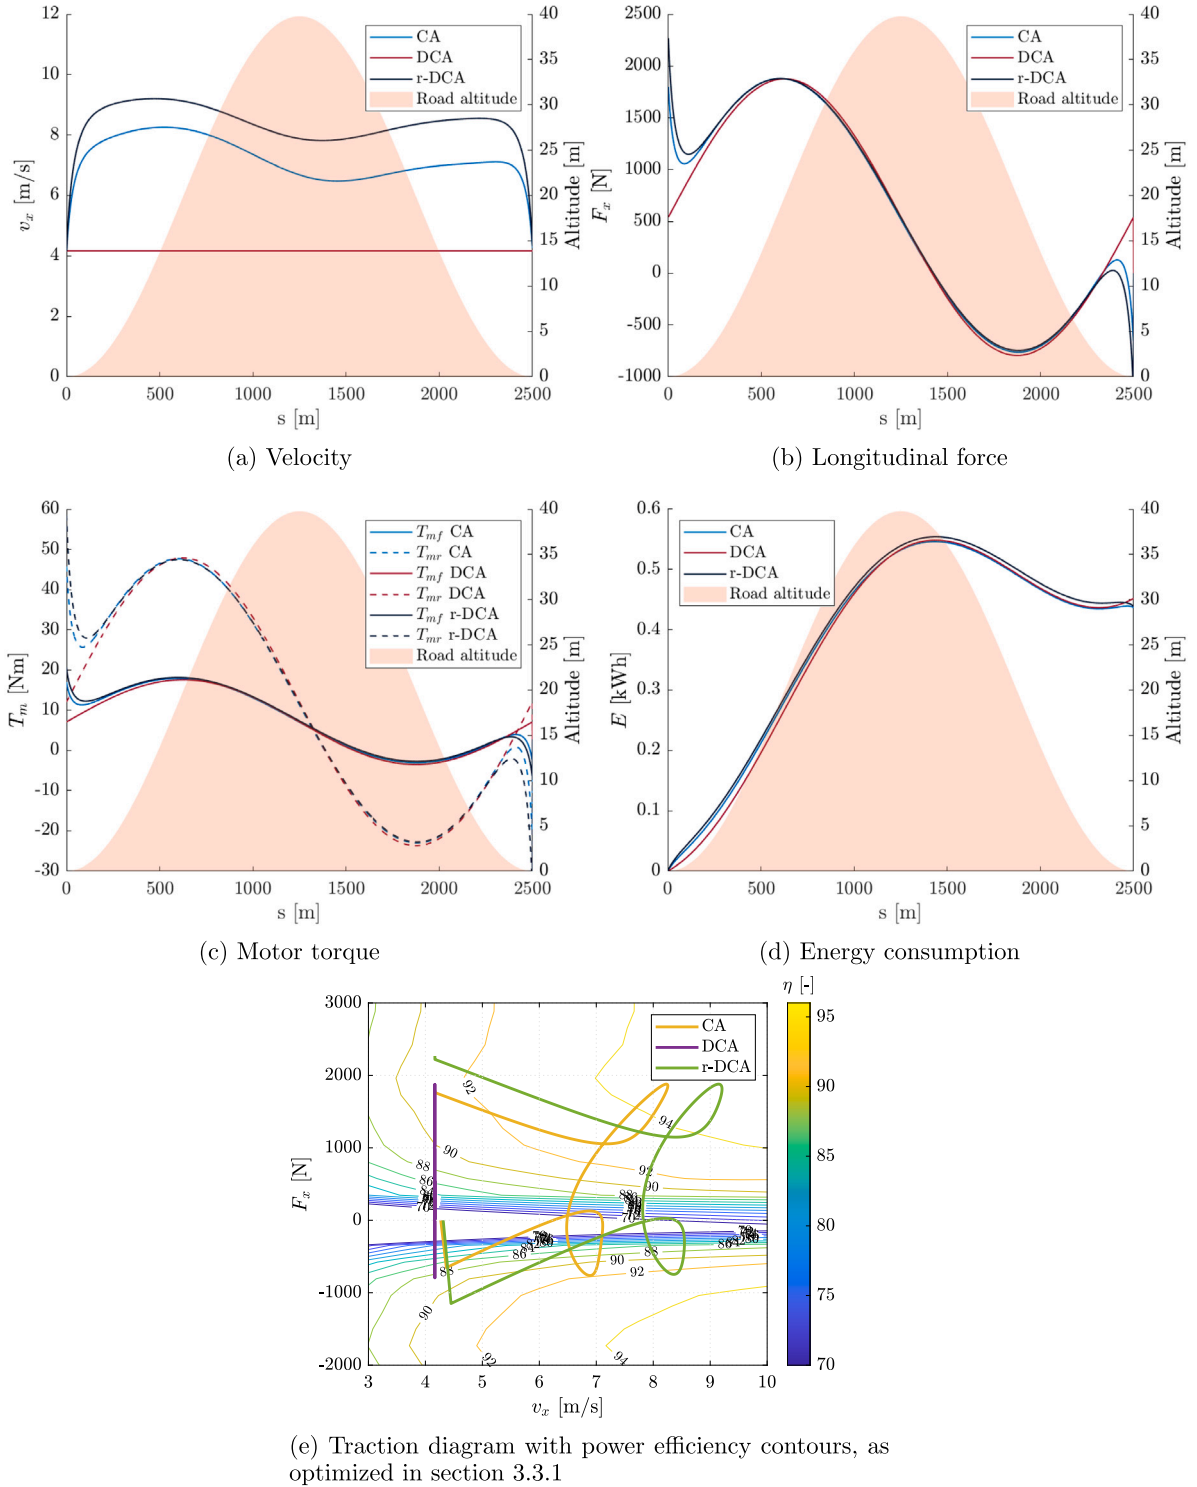 12
10
8
6
4
2
0
v_x [m/s]
0 500 1000 1500 2000 2500
s [m]
40
35
30
25
20
15
10
5
0
Altitude [m]
CA
DCA
r-DCA
Road altitude
(a) Velocity
2500
2000
1500
1000
500
0
-500
-1000
F_x [N]
0 500 1000 1500 2000 2500
s [m]
40
35
30
25
20
15
10
5
0
Altitude [m]
CA
DCA
r-DCA
Road altitude
(b) Longitudinal force
60
50
40
30
20
10
0
-10
-20
-30
T_m [Nm]
0 500 1000 1500 2000 2500
s [m]
40
35
30
25
20
15
10
5
0
Altitude [m]
T_mf CA
T_mr CA
T_mf DCA
T_mr DCA
T_mf r-DCA
T_mr r-DCA
Road altitude
(c) Motor torque
0.6
0.5
0.4
0.3
0.2
0.1
0
E [kWh]
0 500 1000 1500 2000 2500
s [m]
40
35
30
25
20
15
10
5
0
Altitude [m]
CA
DCA
r-DCA
Road altitude
(d) Energy consumption
3000
2000
1000
0
-1000
-2000
F_x [N]
3 4 5 6 7 8 9 10
v_x [m/s]
CA
DCA
r-DCA
92
94
90
88
86
92
90
88
86
88
90
92
88
90
92
94
η [-]
95
90
85
80
75
70
(e) Traction diagram with power efficiency contours, as
optimized in section 3.3.1